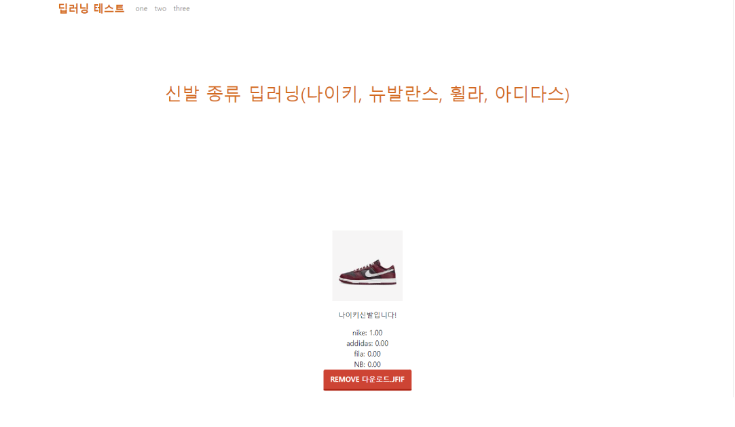 딥러닝 테스트 one two three
신발 종류 딥러닝(나이키, 뉴발란스, 휠라, 아디다스)
나이키신발입니다!
nike: 1.00
addidas: 0.00
fila: 0.00
NB: 0.00
REMOVE 다운로드.JFIF